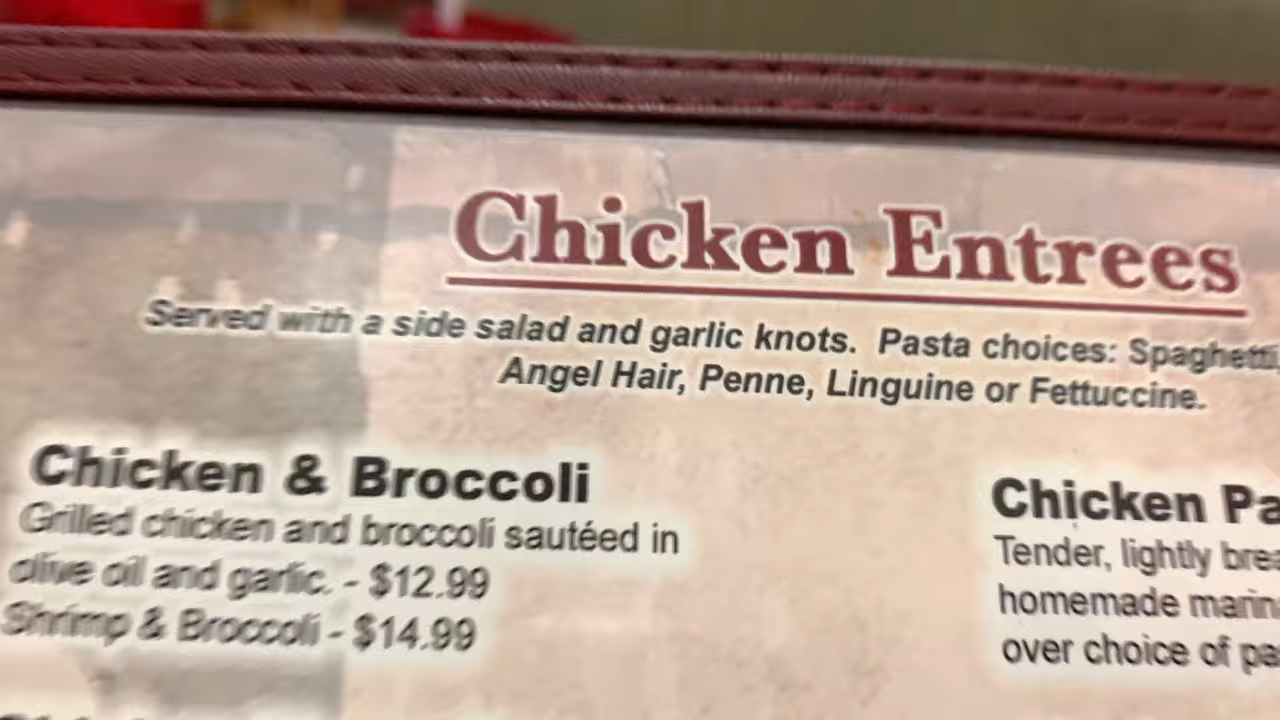 Chicken Entrees
Served with a side salad and garlic knots. Pasta choices: Spaghetti,
Angel Hair, Penne, Linguine or Fettuccine.
Chicken & Broccoli
Grilled chicken and broccoli sautéed in
olive oil and garlic. - $12.99
Shrimp & Broccoli - $14.99
Chicken Pa
Tender, lightly brea
homemade marin
over choice of pa